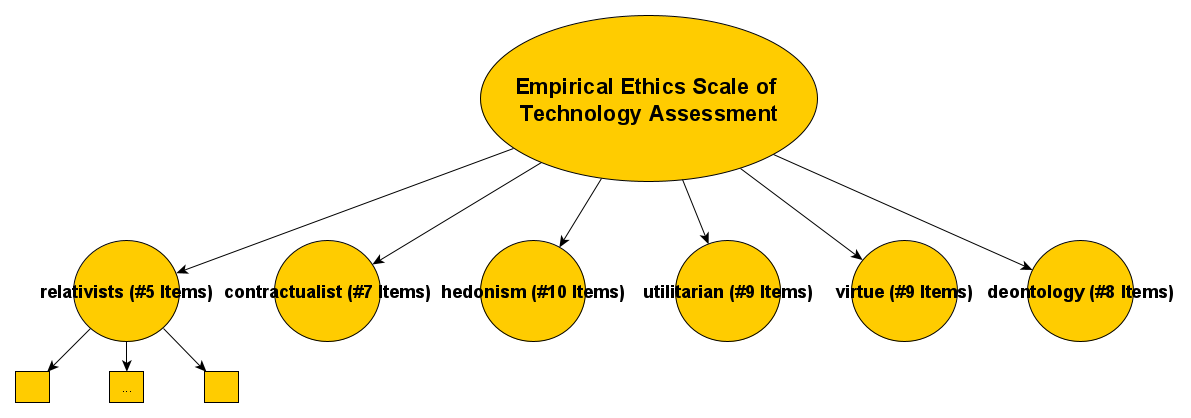 Empirical Ethics Scale of
Technology Assessment
relativists (#5 Items)
contractualist (#7 Items)
hedonism (#10 Items)
utilitarian (#9 Items)
virtue (#9 Items)
deontology (#8 Items)
...